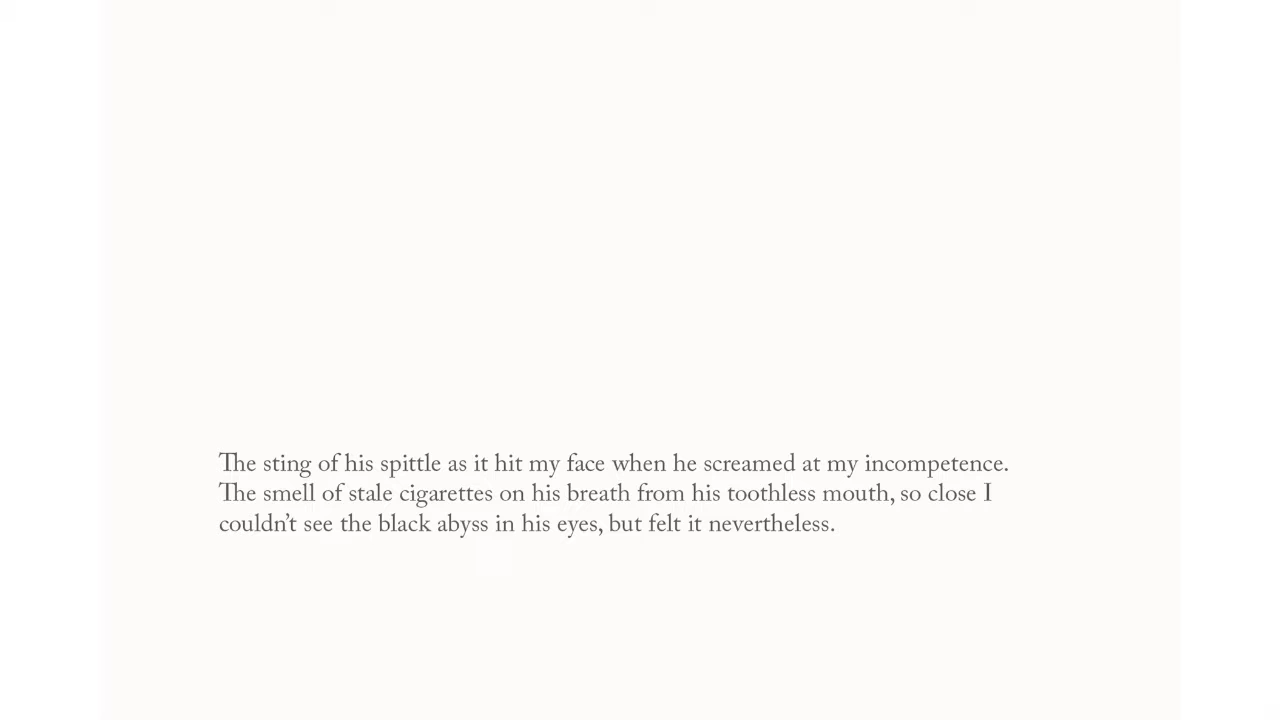 The sting of his spittle as it hit my face when he screamed at my incompetence.
The smell of stale cigarettes on his breath from his toothless mouth, so close I
couldn’t see the black abyss in his eyes, but felt it nevertheless.